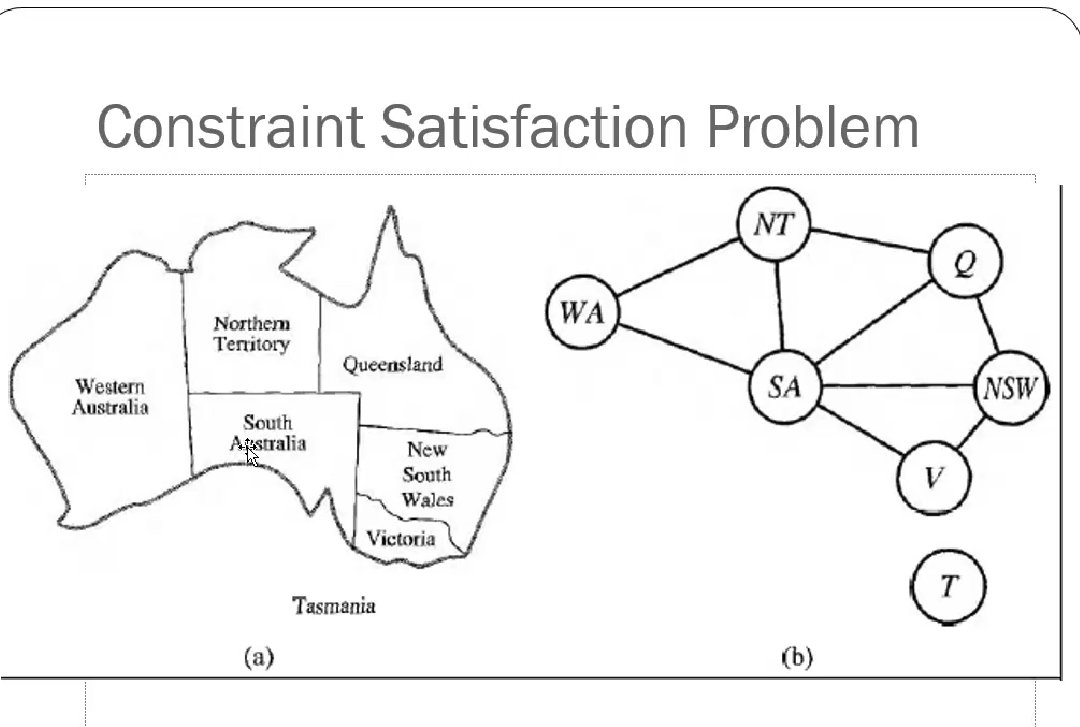 Constraint Satisfaction Problem
Northern
Territory
Western
Australia
Queensland
South
Australia
New
South
Wales
Victoria
Tasmania
(a)
NT
Q
WA
SA
NSW
V
T
(b)